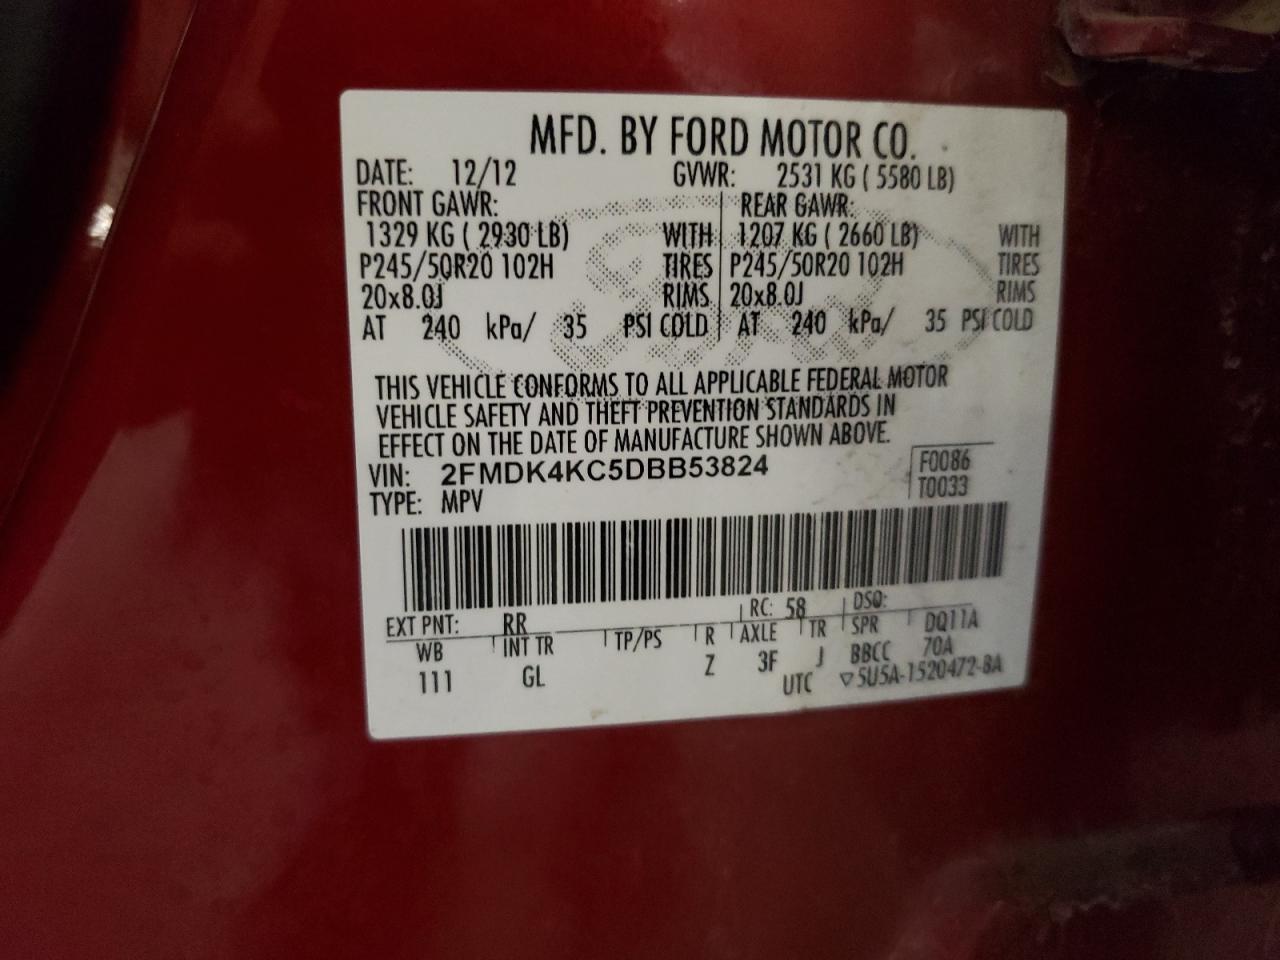 MFD. BY FORD MOTOR CO.
DATE: 12/12 GVWR: 2531 KG ( 5580 LB)
FRONT GAWR: REAR GAWR:
1329 KG ( 2930 LB) WITH 1207 KG ( 2660 LB) WITH
P245/50R20 102H TIRES P245/50R20 102H TIRES
20x8.0J RIMS 20x8.0J RIMS
AT 240 kPa/ 35 PSI COLD AT 240 kPa/ 35 PSI COLD
THIS VEHICLE CONFORMS TO ALL APPLICABLE FEDERAL MOTOR
VEHICLE SAFETY AND THEFT PREVENTION STANDARDS IN
EFFECT ON THE DATE OF MANUFACTURE SHOWN ABOVE.
VIN: 2FMDK4KC5DBB53824 F0086
TYPE: MPV T0033
EXT PNT: RR RC: 58 DSO:
WB INT TR TP/PS R AXLE TR SPR DQ11A
111 GL Z 3F J BBCC 70A
UTC ▽5U5A-1520472-BA